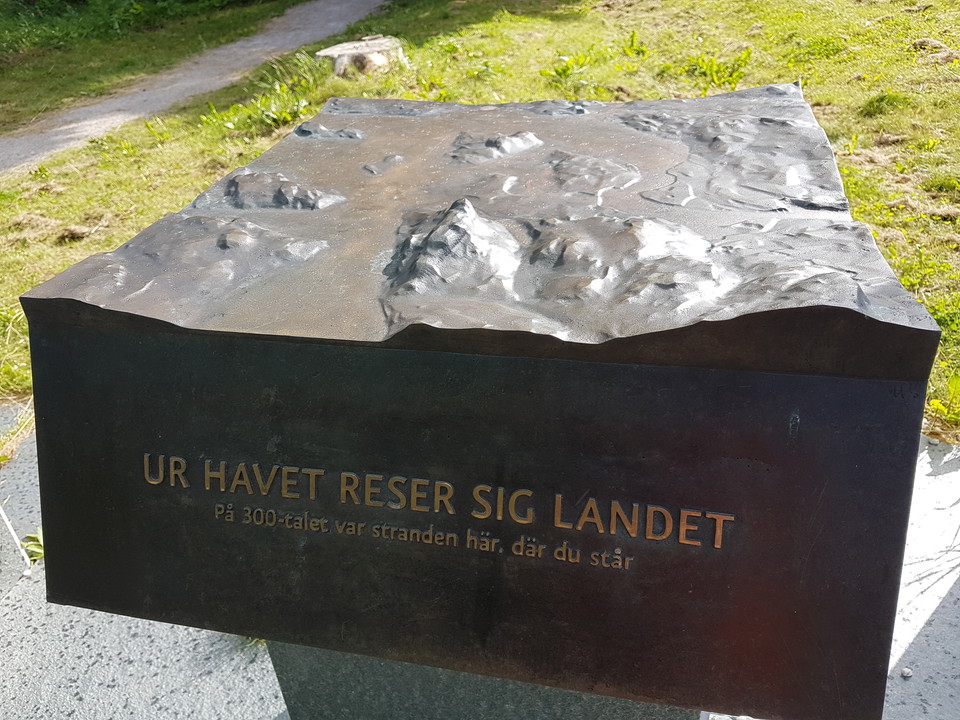 UR HAVET RESER SIG LANDET
På 300-talet var stranden här, där du står